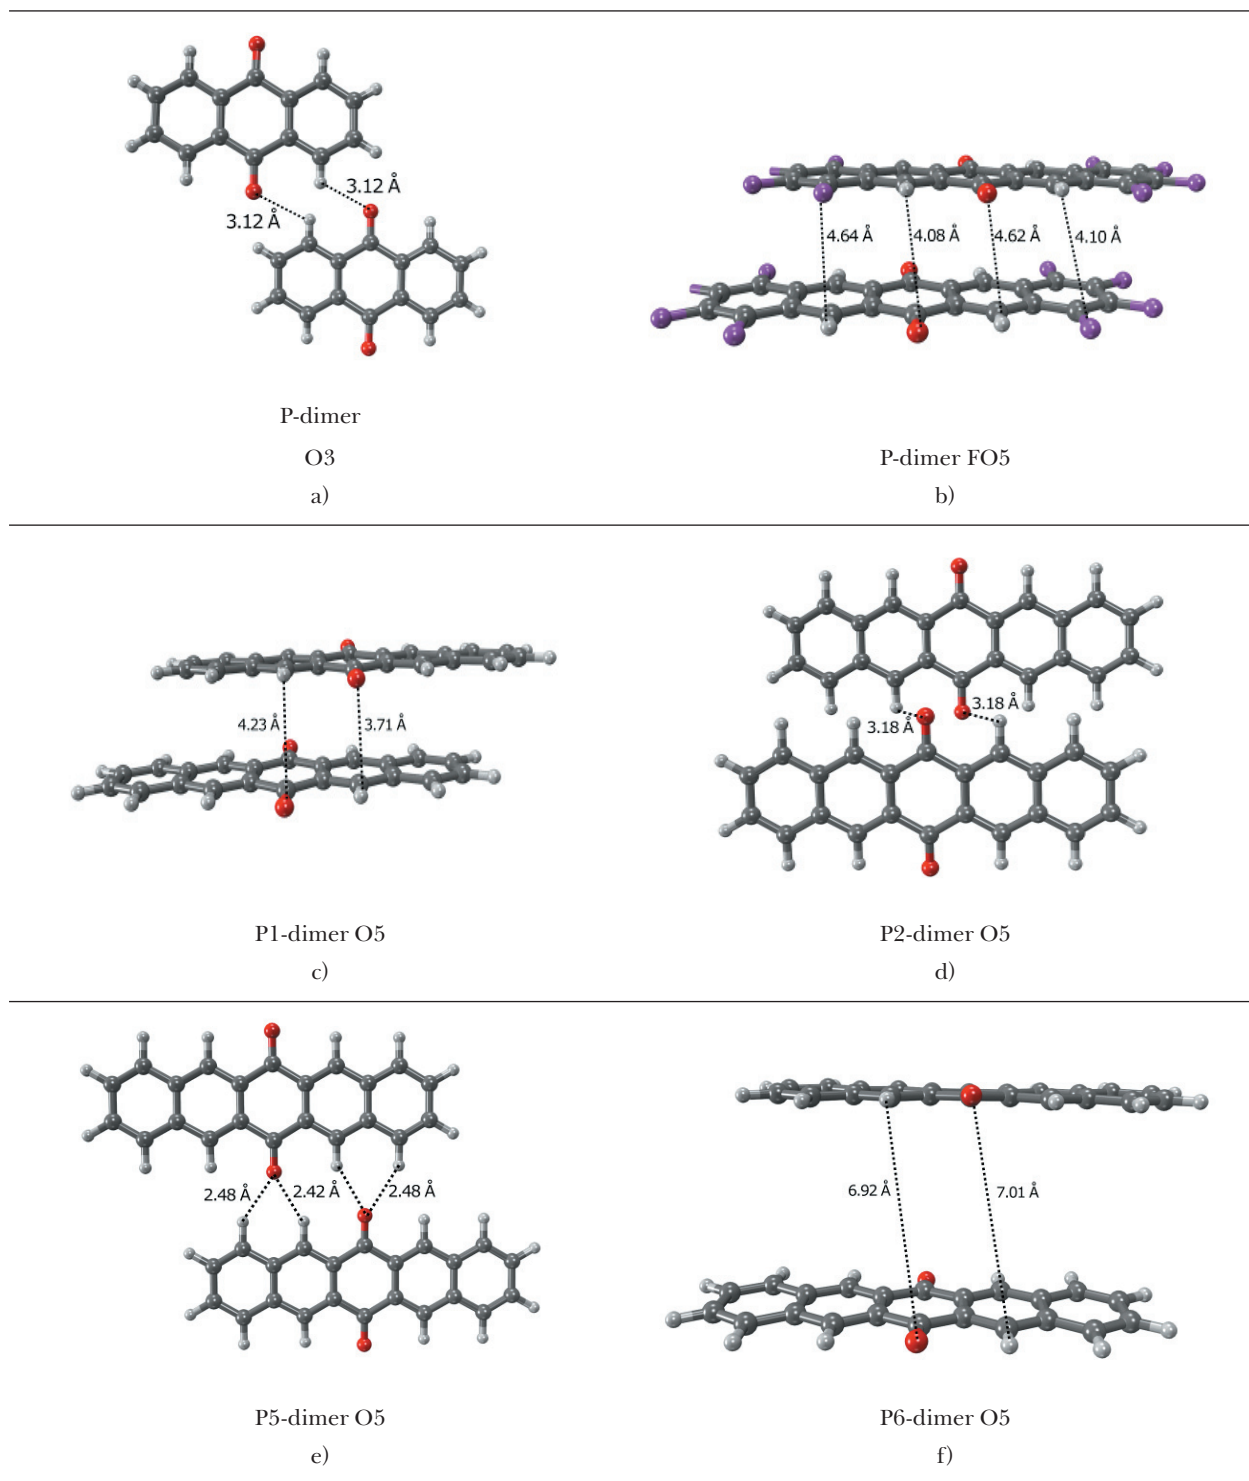 3.12 Å
3.12 Å
P-dimer
O3
a)
4.64 Å
4.08 Å
4.62 Å
4.10 Å
P-dimer FO5
b)
4.23 Å
3.71 Å
P1-dimer O5
c)
3.18 Å
3.18 Å
P2-dimer O5
d)
2.48 Å
2.42 Å
2.48 Å
P5-dimer O5
e)
6.92 Å
7.01 Å
P6-dimer O5
f)